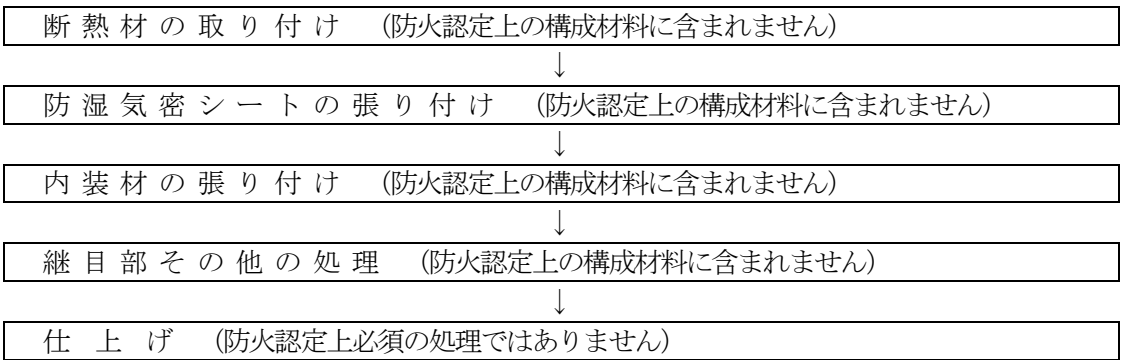 断熱材の取り付け (防火認定上の構成材料に含まれません)
↓
防湿気密シートの張り付け (防火認定上の構成材料に含まれません)
↓
内装材の張り付け (防火認定上の構成材料に含まれません)
↓
継目部その他の処理 (防火認定上の構成材料に含まれません)
↓
仕上げ (防火認定上必須の処理ではありません)